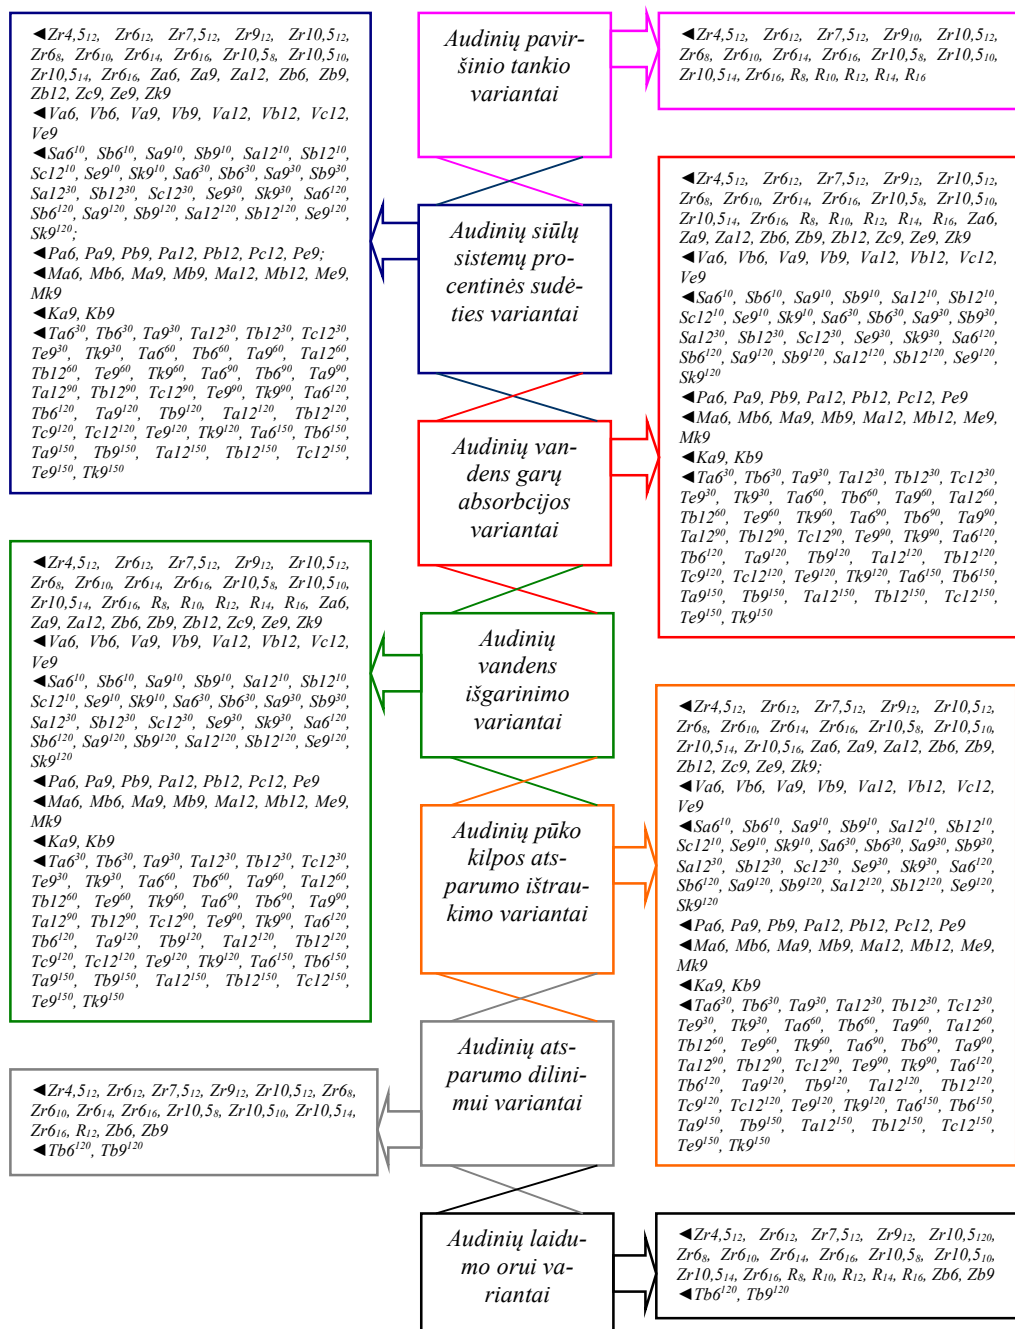 Audinių pavir-
šinio tankio
variantai
◄Zr4,5₁₂, Zr6₁₂, Zr7,5₁₂, Zr9₁₀, Zr10,5₁₂,
Zr6₈, Zr6₁₀, Zr6₁₄, Zr6₁₆, Zr10,5₈, Zr10,5₁₀,
Zr10,5₁₄, Zr6₁₆, R₈, R₁₀, R₁₂, R₁₄, R₁₆
Audinių siūlų
sistemų pro-
centinės sudė-
ties variantai
◄Zr4,5₁₂, Zr6₁₂, Zr7,5₁₂, Zr9₁₂, Zr10,5₁₂,
Zr6₈, Zr6₁₀, Zr6₁₄, Zr6₁₆, Zr10,5₈, Zr10,5₁₀,
Zr10,5₁₄, Zr6₁₆, Za6, Za9, Za12, Zb6, Zb9,
Zb12, Zc9, Ze9, Zk9
◄Va6, Vb6, Va9, Vb9, Va12, Vb12, Vc12,
Ve9
◄Sa6¹⁰, Sb6¹⁰, Sa9¹⁰, Sb9¹⁰, Sa12¹⁰, Sb12¹⁰,
Sc12¹⁰, Se9¹⁰, Sk9¹⁰, Sa6³⁰, Sb6³⁰, Sa9³⁰, Sb9³⁰,
Sa12³⁰, Sb12³⁰, Sc12³⁰, Se9³⁰, Sk9³⁰, Sa6¹²⁰,
Sb6¹²⁰, Sa9¹²⁰, Sb9¹²⁰, Sa12¹²⁰, Sb12¹²⁰, Se9¹²⁰,
Sk9¹²⁰;
◄Pa6, Pa9, Pb9, Pa12, Pb12, Pc12, Pe9;
◄Ma6, Mb6, Ma9, Mb9, Ma12, Mb12, Me9,
Mk9
◄Ka9, Kb9
◄Ta6³⁰, Tb6³⁰, Ta9³⁰, Ta12³⁰, Tb12³⁰, Tc12³⁰,
Te9³⁰, Tk9³⁰, Ta6⁶⁰, Tb6⁶⁰, Ta9⁶⁰, Ta12⁶⁰,
Tb12⁶⁰, Te9⁶⁰, Tk9⁶⁰, Ta6⁹⁰, Tb6⁹⁰, Ta9⁹⁰,
Ta12⁹⁰, Tb12⁹⁰, Tc12⁹⁰, Te9⁹⁰, Tk9⁹⁰, Ta6¹²⁰,
Tb6¹²⁰, Ta9¹²⁰, Tb9¹²⁰, Ta12¹²⁰, Tb12¹²⁰,
Tc9¹²⁰, Tc12¹²⁰, Te9¹²⁰, Tk9¹²⁰, Ta6¹⁵⁰, Tb6¹⁵⁰,
Ta9¹⁵⁰, Tb9¹⁵⁰, Ta12¹⁵⁰, Tb12¹⁵⁰, Tc12¹⁵⁰,
Te9¹⁵⁰, Tk9¹⁵⁰
Audinių van-
dens garų
absorbcijos
variantai
◄Zr4,5₁₂, Zr6₁₂, Zr7,5₁₂, Zr9₁₂, Zr10,5₁₂,
Zr6₈, Zr6₁₀, Zr6₁₄, Zr6₁₆, Zr10,5₈, Zr10,5₁₀,
Zr10,5₁₄, Zr6₁₆, R₈, R₁₀, R₁₂, R₁₄, R₁₆, Za6,
Za9, Za12, Zb6, Zb9, Zb12, Zc9, Ze9, Zk9
◄Va6, Vb6, Va9, Vb9, Va12, Vb12, Vc12,
Ve9
◄Sa6¹⁰, Sb6¹⁰, Sa9¹⁰, Sb9¹⁰, Sa12¹⁰, Sb12¹⁰,
Sc12¹⁰, Se9¹⁰, Sk9¹⁰, Sa6³⁰, Sb6³⁰, Sa9³⁰, Sb9³⁰,
Sa12³⁰, Sb12³⁰, Sc12³⁰, Se9³⁰, Sk9³⁰, Sa6¹²⁰,
Sb6¹²⁰, Sa9¹²⁰, Sb9¹²⁰, Sa12¹²⁰, Sb12¹²⁰, Se9¹²⁰,
Sk9¹²⁰
◄Pa6, Pa9, Pb9, Pa12, Pb12, Pc12, Pe9
◄Ma6, Mb6, Ma9, Mb9, Ma12, Mb12, Me9,
Mk9
◄Ka9, Kb9
◄Ta6³⁰, Tb6³⁰, Ta9³⁰, Ta12³⁰, Tb12³⁰, Tc12³⁰,
Te9³⁰, Tk9³⁰, Ta6⁶⁰, Tb6⁶⁰, Ta9⁶⁰, Ta12⁶⁰,
Tb12⁶⁰, Te9⁶⁰, Tk9⁶⁰, Ta6⁹⁰, Tb6⁹⁰, Ta9⁹⁰,
Ta12⁹⁰, Tb12⁹⁰, Tc12⁹⁰, Te9⁹⁰, Tk9⁹⁰, Ta6¹²⁰,
Tb6¹²⁰, Ta9¹²⁰, Tb9¹²⁰, Ta12¹²⁰, Tb12¹²⁰,
Tc9¹²⁰, Tc12¹²⁰, Te9¹²⁰, Tk9¹²⁰, Ta6¹⁵⁰, Tb6¹⁵⁰,
Ta9¹⁵⁰, Tb9¹⁵⁰, Ta12¹⁵⁰, Tb12¹⁵⁰, Tc12¹⁵⁰,
Te9¹⁵⁰, Tk9¹⁵⁰
Audinių
vandens
išgarinimo
variantai
◄Zr4,5₁₂, Zr6₁₂, Zr7,5₁₂, Zr9₁₂, Zr10,5₁₂,
Zr6₈, Zr6₁₀, Zr6₁₄, Zr6₁₆, Zr10,5₈, Zr10,5₁₀,
Zr10,5₁₄, Zr6₁₆, R₈, R₁₀, R₁₂, R₁₄, R₁₆, Za6,
Za9, Za12, Zb6, Zb9, Zb12, Zc9, Ze9, Zk9
◄Va6, Vb6, Va9, Vb9, Va12, Vb12, Vc12,
Ve9
◄Sa6¹⁰, Sb6¹⁰, Sa9¹⁰, Sb9¹⁰, Sa12¹⁰, Sb12¹⁰,
Sc12¹⁰, Se9¹⁰, Sk9¹⁰, Sa6³⁰, Sb6³⁰, Sa9³⁰, Sb9³⁰,
Sa12³⁰, Sb12³⁰, Sc12³⁰, Se9³⁰, Sk9³⁰, Sa6¹²⁰,
Sb6¹²⁰, Sa9¹²⁰, Sb9¹²⁰, Sa12¹²⁰, Sb12¹²⁰, Se9¹²⁰,
Sk9¹²⁰
◄Pa6, Pa9, Pb9, Pa12, Pb12, Pc12, Pe9
◄Ma6, Mb6, Ma9, Mb9, Ma12, Mb12, Me9,
Mk9
◄Ka9, Kb9
◄Ta6³⁰, Tb6³⁰, Ta9³⁰, Ta12³⁰, Tb12³⁰, Tc12³⁰,
Te9³⁰, Tk9³⁰, Ta6⁶⁰, Tb6⁶⁰, Ta9⁶⁰, Ta12⁶⁰,
Tb12⁶⁰, Te9⁶⁰, Tk9⁶⁰, Ta6⁹⁰, Tb6⁹⁰, Ta9⁹⁰,
Ta12⁹⁰, Tb12⁹⁰, Tc12⁹⁰, Te9⁹⁰, Tk9⁹⁰, Ta6¹²⁰,
Tb6¹²⁰, Ta9¹²⁰, Tb9¹²⁰, Ta12¹²⁰, Tb12¹²⁰,
Tc9¹²⁰, Tc12¹²⁰, Te9¹²⁰, Tk9¹²⁰, Ta6¹⁵⁰, Tb6¹⁵⁰,
Ta9¹⁵⁰, Tb9¹⁵⁰, Ta12¹⁵⁰, Tb12¹⁵⁰, Tc12¹⁵⁰,
Te9¹⁵⁰, Tk9¹⁵⁰
Audinių pūko
kilpos ats-
parumo ištrau-
kimo variantai
◄Zr4,5₁₂, Zr6₁₂, Zr7,5₁₂, Zr9₁₂, Zr10,5₁₂,
Zr6₈, Zr6₁₀, Zr6₁₄, Zr6₁₆, Zr10,5₈, Zr10,5₁₀,
Zr10,5₁₄, Zr10,5₁₆, Za6, Za9, Za12, Zb6, Zb9,
Zb12, Zc9, Ze9, Zk9;
◄Va6, Vb6, Va9, Vb9, Va12, Vb12, Vc12,
Ve9
◄Sa6¹⁰, Sb6¹⁰, Sa9¹⁰, Sb9¹⁰, Sa12¹⁰, Sb12¹⁰,
Sc12¹⁰, Se9¹⁰, Sk9¹⁰, Sa6³⁰, Sb6³⁰, Sa9³⁰, Sb9³⁰
Sa12³⁰, Sb12³⁰, Sc12³⁰, Se9³⁰, Sk9³⁰, Sa6¹²⁰,
Sb6¹²⁰, Sa9¹²⁰, Sb9¹²⁰, Sa12¹²⁰, Sb12¹²⁰, Se9¹²⁰,
Sk9¹²⁰
◄Pa6, Pa9, Pb9, Pa12, Pb12, Pc12, Pe9
◄Ma6, Mb6, Ma9, Mb9, Ma12, Mb12, Me9,
Mk9
◄Ka9, Kb9
◄Ta6³⁰, Tb6³⁰, Ta9³⁰, Ta12³⁰, Tb12³⁰, Tc12³⁰,
Te9³⁰, Tk9³⁰, Ta6⁶⁰, Tb6⁶⁰, Ta9⁶⁰, Ta12⁶⁰,
Tb12⁶⁰, Te9⁶⁰, Tk9⁶⁰, Ta6⁹⁰, Tb6⁹⁰, Ta9⁹⁰,
Ta12⁹⁰, Tb12⁹⁰, Tc12⁹⁰, Te9⁹⁰, Tk9⁹⁰, Ta6¹²⁰,
Tb6¹²⁰, Ta9¹²⁰, Tb9¹²⁰, Ta12¹²⁰, Tb12¹²⁰,
Tc9¹²⁰, Tc12¹²⁰, Te9¹²⁰, Tk9¹²⁰, Ta6¹⁵⁰, Tb6¹⁵⁰,
Ta9¹⁵⁰, Tb9¹⁵⁰, Ta12¹⁵⁰, Tb12¹⁵⁰, Tc12¹⁵⁰,
Te9¹⁵⁰, Tk9¹⁵⁰
Audinių ats-
parumo dilini-
mui variantai
◄Zr4,5₁₂, Zr6₁₂, Zr7,5₁₂, Zr9₁₂, Zr10,5₁₂, Zr6₈,
Zr6₁₀, Zr6₁₄, Zr6₁₆, Zr10,5₈, Zr10,5₁₀, Zr10,5₁₄,
Zr6₁₆, R₁₂, Zb6, Zb9
◄Tb6¹²⁰, Tb9¹²⁰
Audinių laidu-
mo orui va-
riantai
◄Zr4,5₁₂, Zr6₁₂, Zr7,5₁₂, Zr9₁₂, Zr10,5₁₂₀,
Zr6₈, Zr6₁₀, Zr6₁₄, Zr6₁₆, Zr10,5₈, Zr10,5₁₀,
Zr10,5₁₄, Zr6₁₆, R₈, R₁₀, R₁₂, R₁₄, R₁₆, Zb6, Zb9
◄Tb6¹²⁰, Tb9¹²⁰